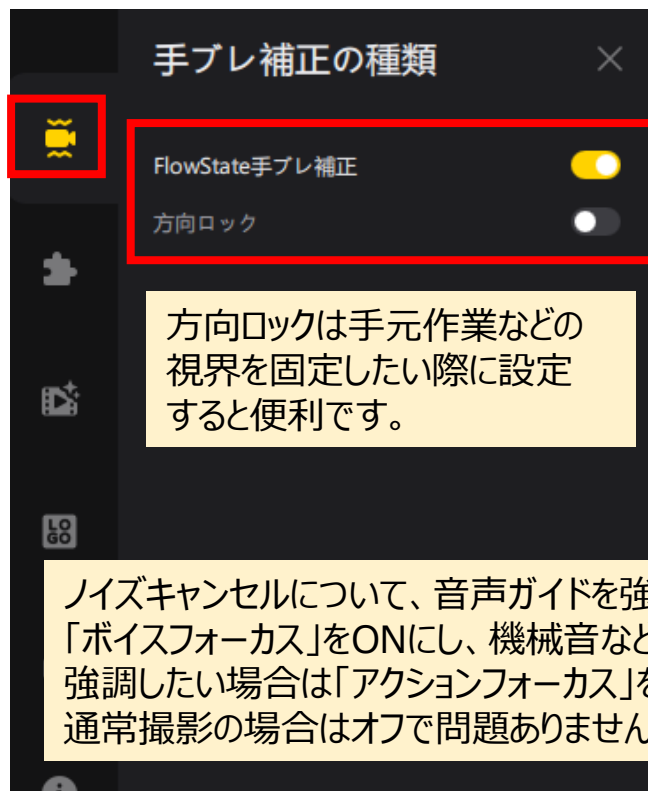 手ブレ補正の種類
FlowState手ブレ補正
方向ロック
方向ロックは手元作業などの
視界を固定したい際に設定
すると便利です。
LO
GO
ノイズキャンセルについて、音声ガイドを強
「ボイスフォーカス」をONにし、機械音など
強調したい場合は「アクションフォーカス」を
通常撮影の場合はオフで問題ありません